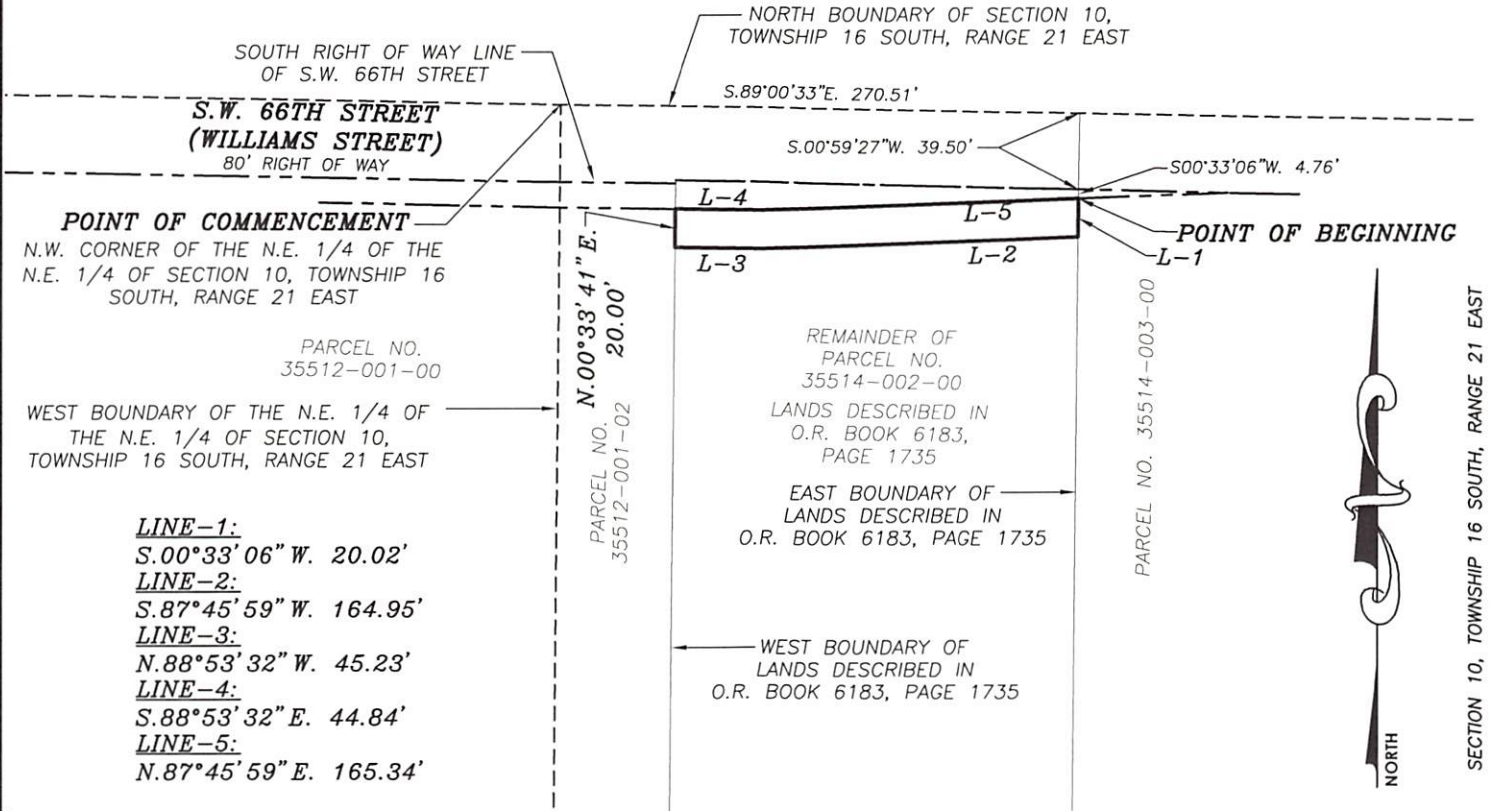 NORTH BOUNDARY OF SECTION 10,
TOWNSHIP 16 SOUTH, RANGE 21 EAST
SOUTH RIGHT OF WAY LINE
OF S.W. 66TH STREET
S.89°00'33"E. 270.51'
S.W. 66TH STREET
(WILLIAMS STREET)
80' RIGHT OF WAY
S.00°59'27"W. 39.50'
S00°33'06"W. 4.76'
L-4
L-5
POINT OF COMMENCEMENT
N.W. CORNER OF THE N.E. 1/4 OF THE
N.E. 1/4 OF SECTION 10, TOWNSHIP 16
SOUTH, RANGE 21 EAST
POINT OF BEGINNING
L-1
L-3
L-2
N.00°33'41"E.
20.00'
PARCEL NO.
35512-001-00
PARCEL NO.
35512-001-02
REMAINDER OF
PARCEL NO.
35514-002-00
LANDS DESCRIBED IN
O.R. BOOK 6183,
PAGE 1735
PARCEL NO. 35514-003-00
WEST BOUNDARY OF THE N.E. 1/4 OF
THE N.E. 1/4 OF SECTION 10,
TOWNSHIP 16 SOUTH, RANGE 21 EAST
EAST BOUNDARY OF
LANDS DESCRIBED IN
O.R. BOOK 6183, PAGE 1735
WEST BOUNDARY OF
LANDS DESCRIBED IN
O.R. BOOK 6183, PAGE 1735
LINE-1:
S.00°33'06"W. 20.02'
LINE-2:
S.87°45'59"W. 164.95'
LINE-3:
N.88°53'32"W. 45.23'
LINE-4:
S.88°53'32"E. 44.84'
LINE-5:
N.87°45'59"E. 165.34'
NORTH
SECTION 10, TOWNSHIP 16 SOUTH, RANGE 21 EAST